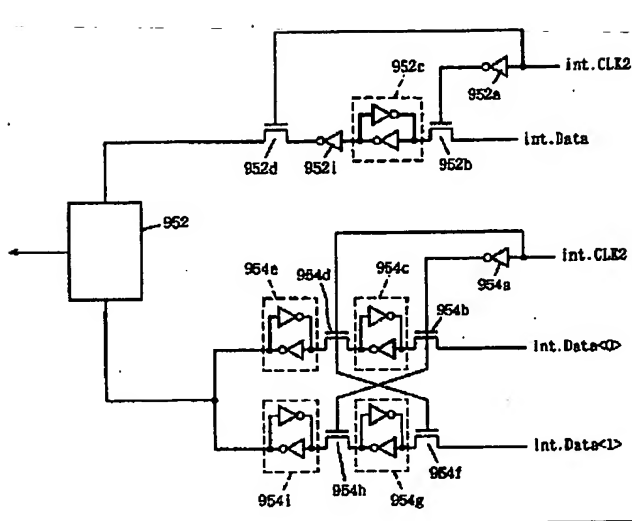 952c
int.CLK2
952a
int.Data
952d
952i
952b
952
954e
954d
954c
int.CLK2
954a
954b
int.Data<0>
int.Data<1>
954i
954h
954g
954f